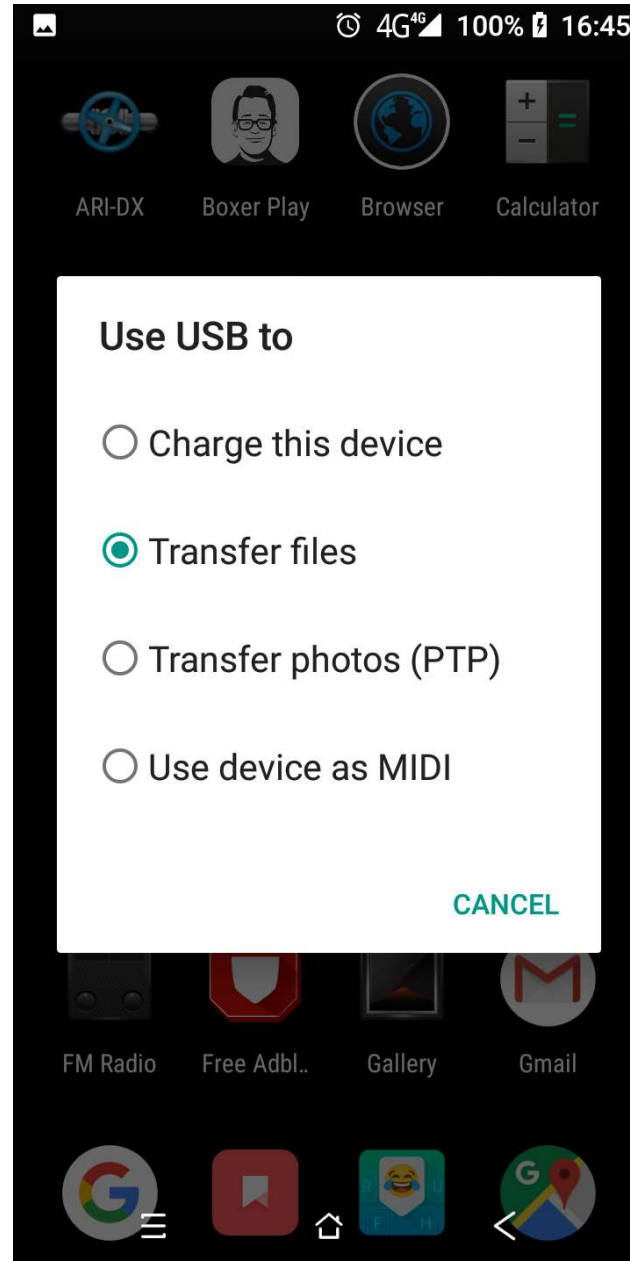 4G 4G 100% 16:45
ARI-DX Boxer Play Browser Calculator
Use USB to
Charge this device
Transfer files
Transfer photos (PTP)
Use device as MIDI
CANCEL
FM Radio Free Adbl.. Gallery Gmail
G R U G
F H